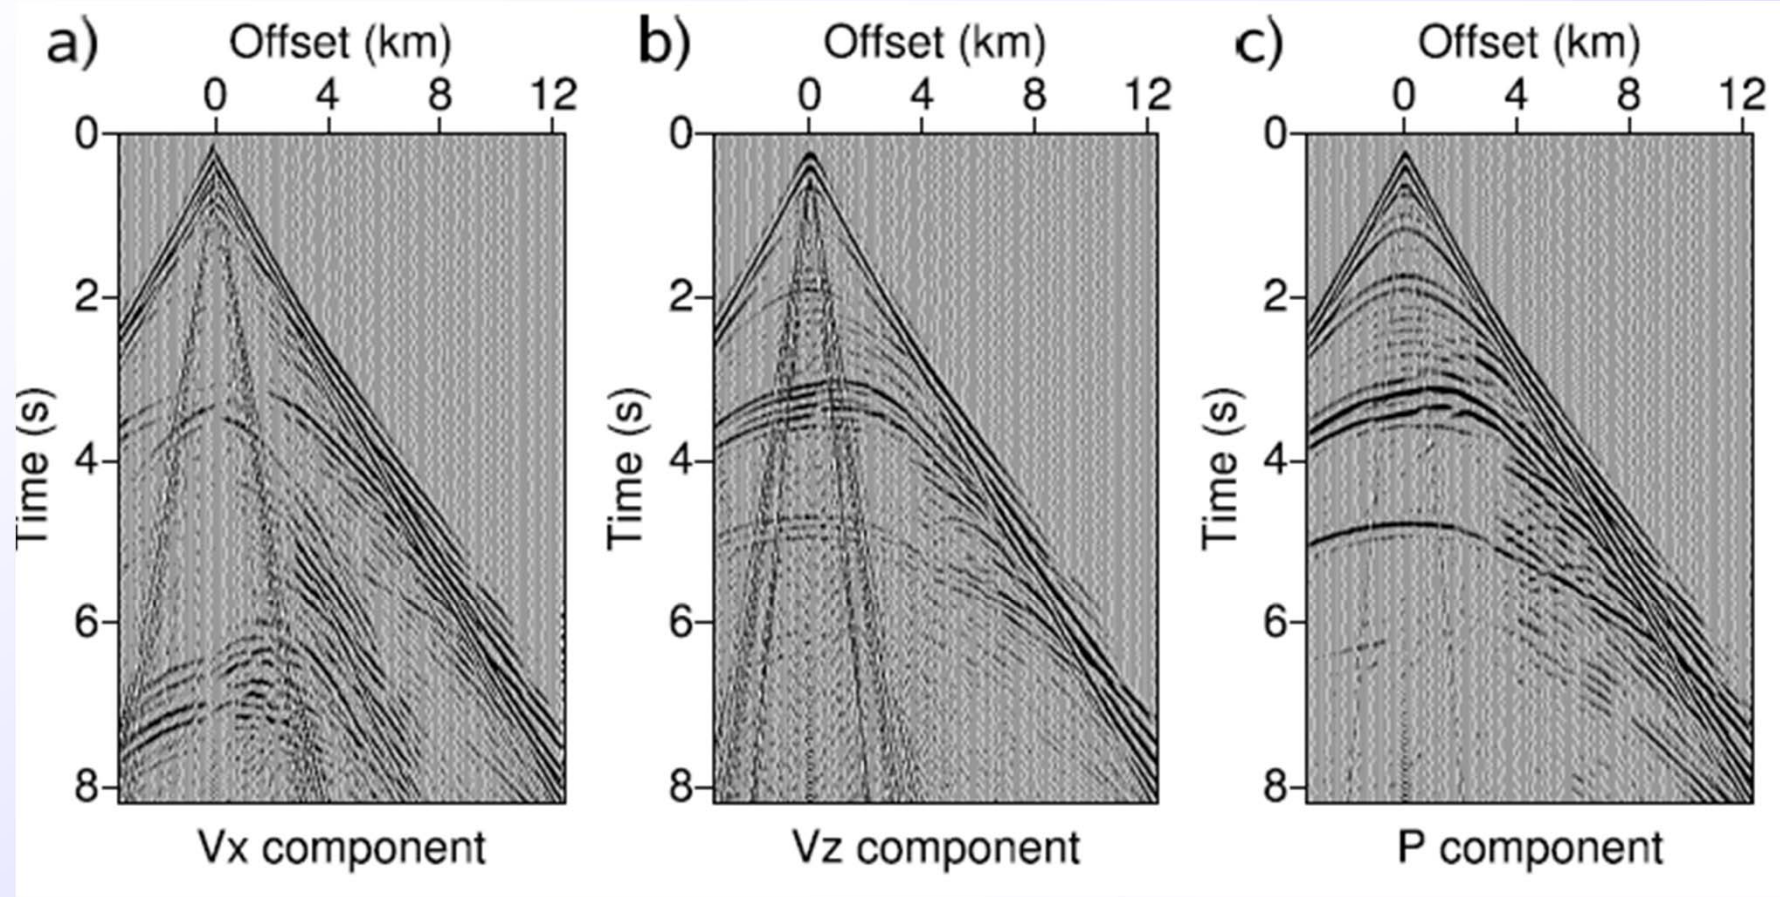 a) Offset (km)
0 4 8 12
0
2
4
6
8
Time (s)
Vx component
b) Offset (km)
0 4 8 12
0
2
4
6
8
Time (s)
Vz component
c) Offset (km)
0 4 8 12
0
2
4
6
8
Time (s)
P component